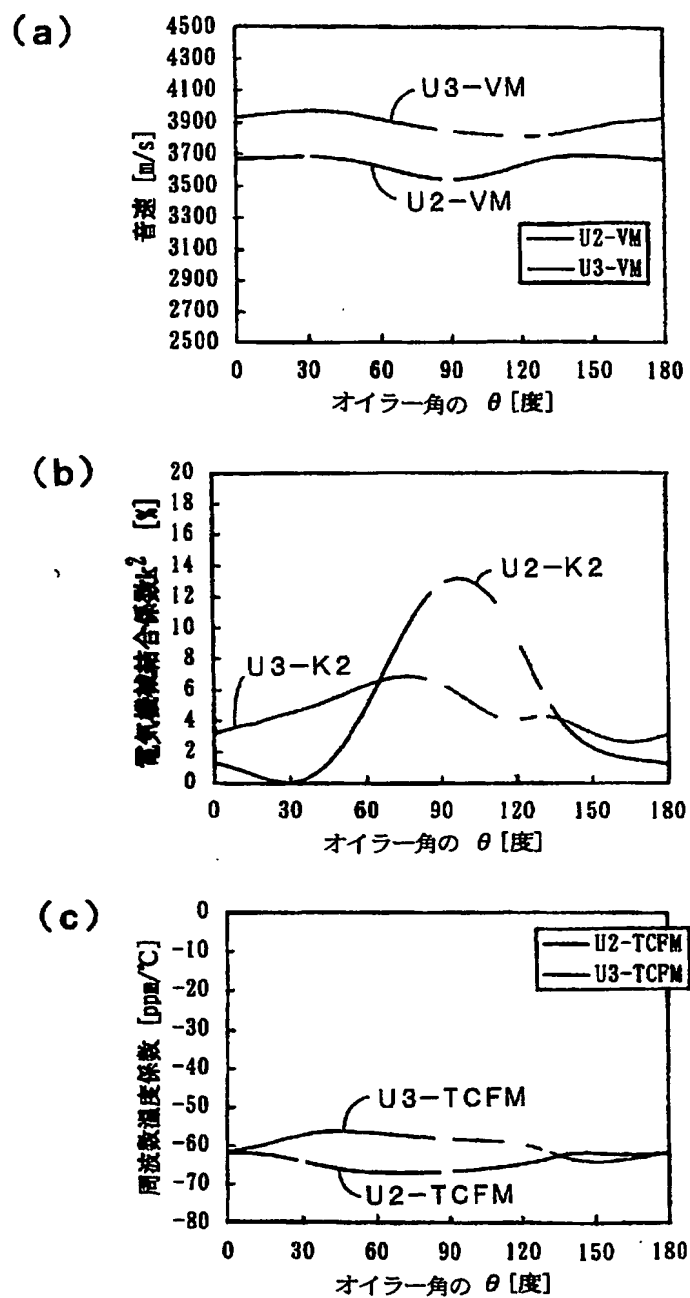 (a)
音速 [m/s]
4500
4300
4100
3900
3700
3500
3300
3100
2900
2700
2500
U3-VM
U2-VM
U2-VM
U3-VM
0 30 60 90 120 150 180
オイラー角の θ [度]
(b)
電気機械結合係数k² [%]
20
18
16
14
12
10
8
6
4
2
0
U2-K2
U3-K2
0 30 60 90 120 150 180
オイラー角の θ [度]
(c)
周波数温度係数 [ppm/℃]
0
-10
-20
-30
-40
-50
-60
-70
-80
U2-TCFM
U3-TCFM
U3-TCFM
U2-TCFM
0 30 60 90 120 150 180
オイラー角の θ [度]